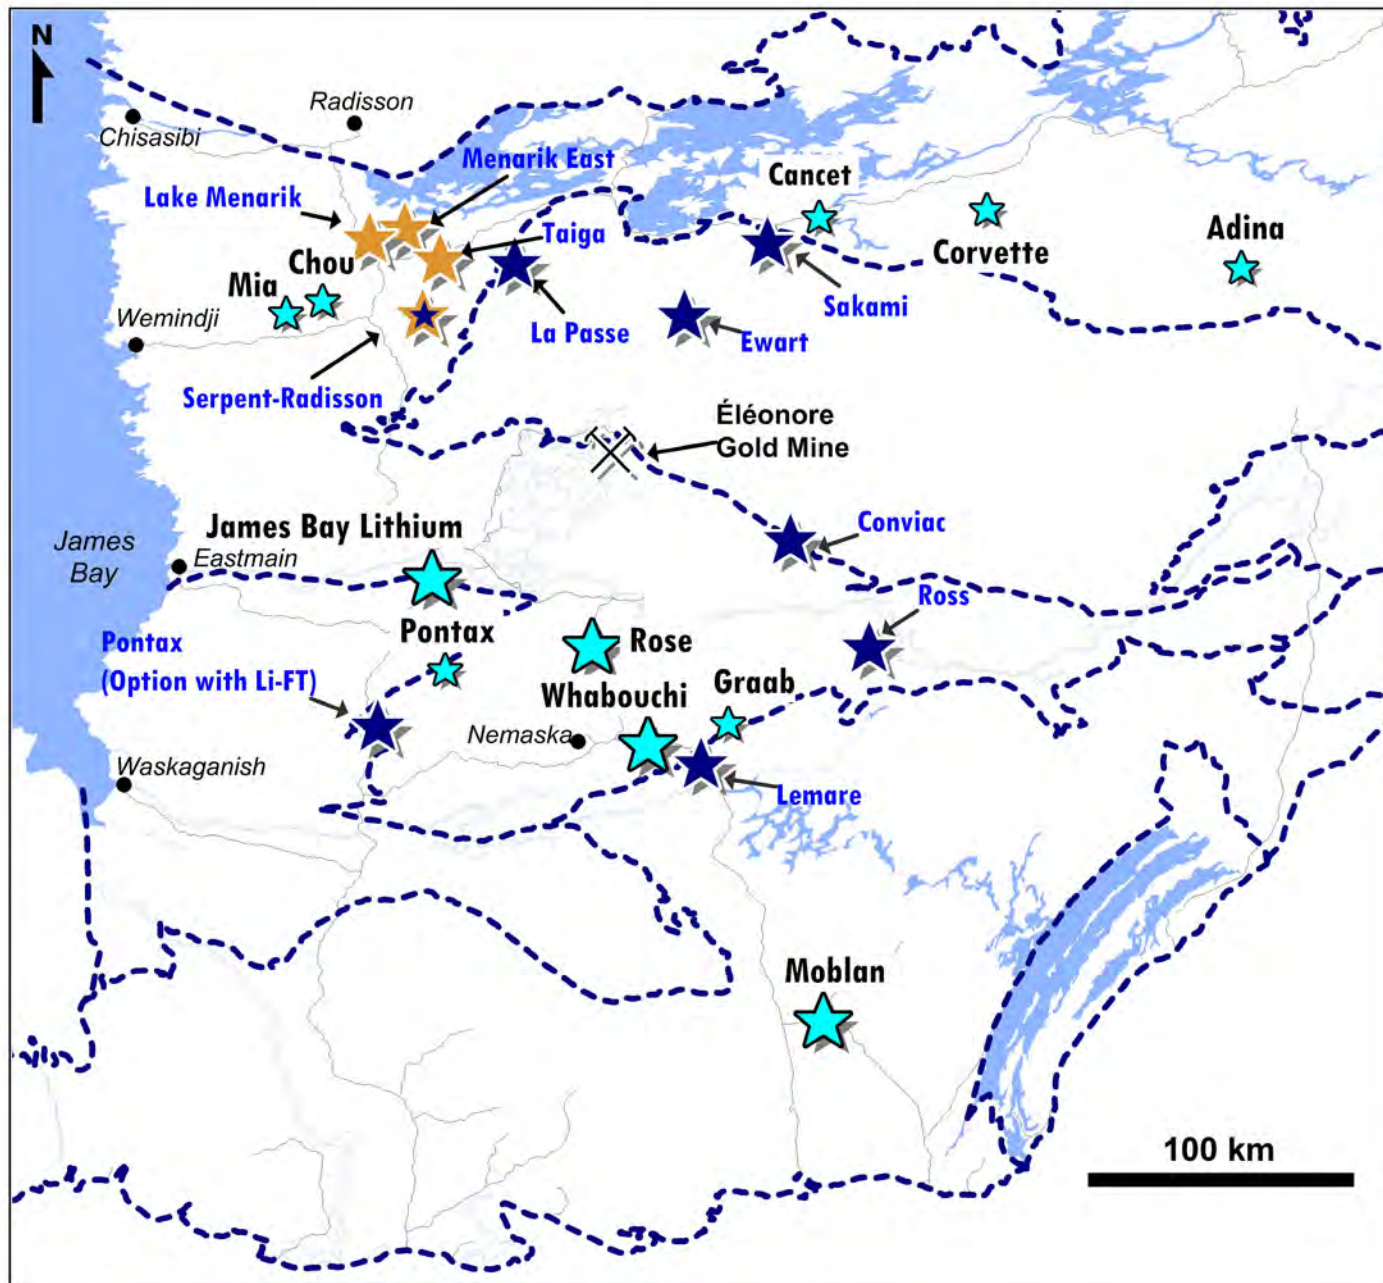 N
Radisson
Chisasibi
Menarik East
Lake Menarik
Cancet
Taiga
Adina
Chou
Corvette
Mia
Sakami
Wemindji
La Passe
Ewart
Serpent-Radisson
Éléonore
Gold Mine
James Bay Lithium
Conviac
James
Bay
Eastmain
Ross
Pontax
Rose
Pontax
(Option with Li-FT)
Graab
Whabouchi
Nemaska
Waskaganish
Lemare
Moblan
100 km